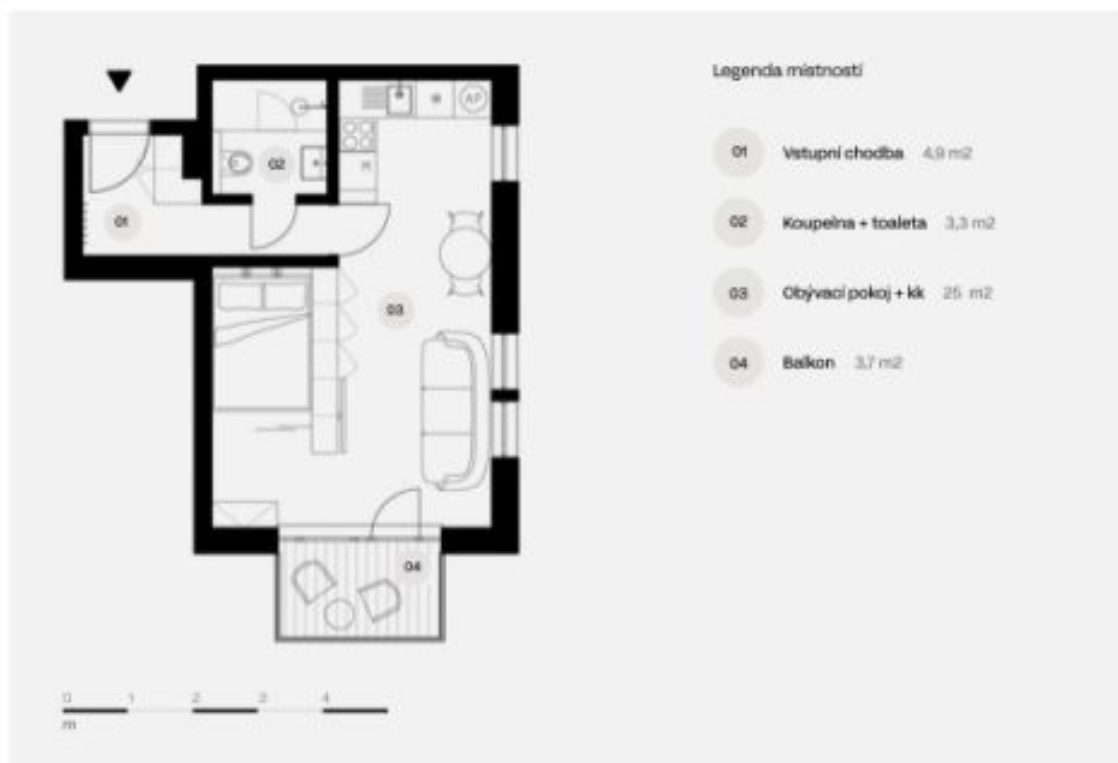 Legenda místností
01 Vstupní chodba 4,9 m2
02 Koupelna + toaleta 3,3 m2
03 Obývací pokoj + kk 25 m2
04 Balkon 3,7 m2
AP
02
R
01
03
04
0 1 2 3 4
m